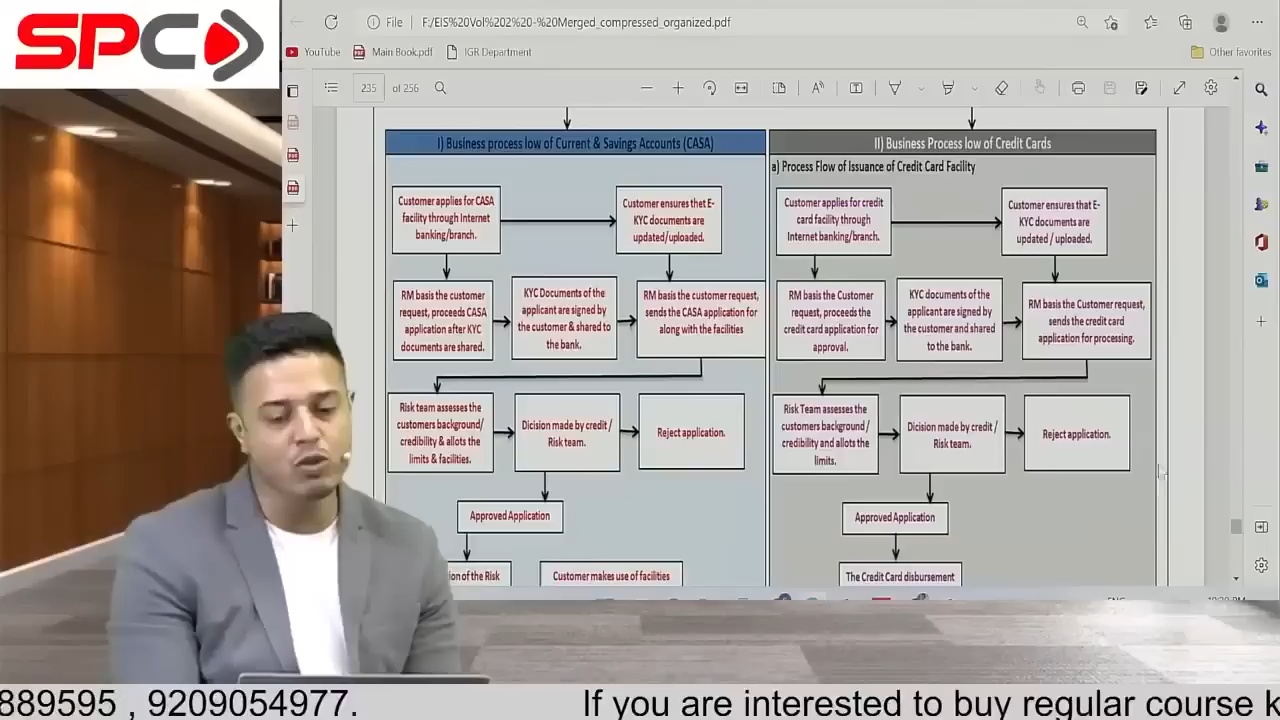 SPC
File
F:/EIS%20Vol%202%20-%20Merged_compressed_organized.pdf
YouTube
Main Book.pdf
IGR Department
Other favorites
235
of 256
I) Business process low of Current & Savings Accounts (CASA)
Customer applies for CASA
facility through Internet
banking/branch.
Customer ensures that E-
KYC documents are
updated/uploaded.
RM basis the customer
request, proceeds CASA
application after KYC
documents are shared.
KYC Documents of the
applicant are signed by
the customer & shared to
the bank.
RM basis the customer request,
sends the CASA application for
along with the facilities
Risk team assesses the
customers background/
credibility & allots the
limits & facilities.
Dicision made by credit /
Risk team.
Reject application.
Approved Application
ion of the Risk
Customer makes use of facilities
II) Business Process low of Credit Cards
a) Process Flow of Issuance of Credit Card Facility
Customer applies for credit
card facility through
Internet banking/branch.
Customer ensures that E-
KYC documents are
updated / uploaded.
RM basis the Customer
request, proceeds the
credit card application for
approval.
KYC documents of the
applicant are signed by
the customer and shared
to the bank.
RM basis the Customer request,
sends the credit card
application for processing.
Risk Team assesses the
customers background /
credibility and allots the
limits.
Dicision made by credit /
Risk team.
Reject application.
Approved Application
The Credit Card disbursement
889595 , 9209054977.
If you are interested to buy regular course k